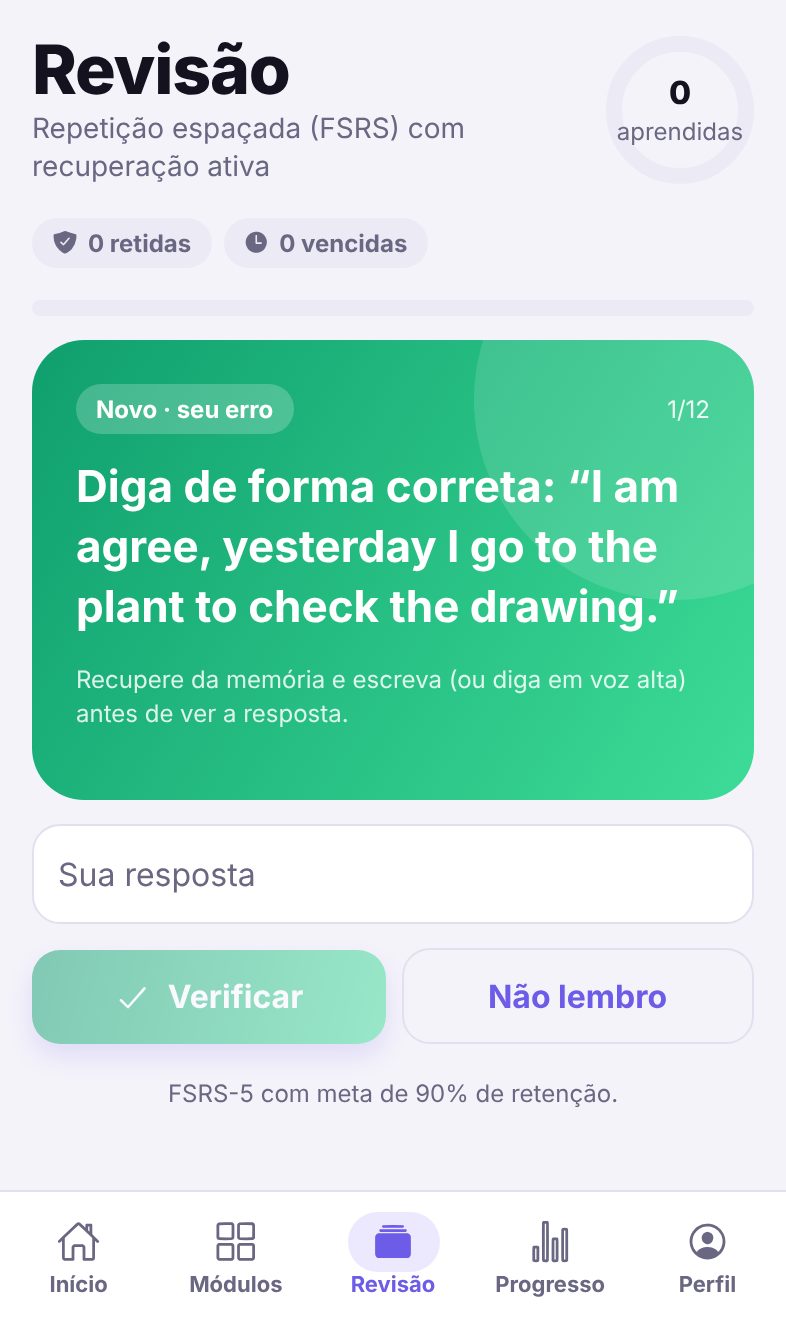 Revisão
Repetição espaçada (FSRS) com
recuperação ativa
0
aprendidas
0 retidas
0 vencidas
Novo · seu erro
1/12
Diga de forma correta: “I am
agree, yesterday I go to the
plant to check the drawing.”
Recupere da memória e escreva (ou diga em voz alta)
antes de ver a resposta.
Sua resposta
Verificar
Não lembro
FSRS-5 com meta de 90% de retenção.
Início
Módulos
Revisão
Progresso
Perfil